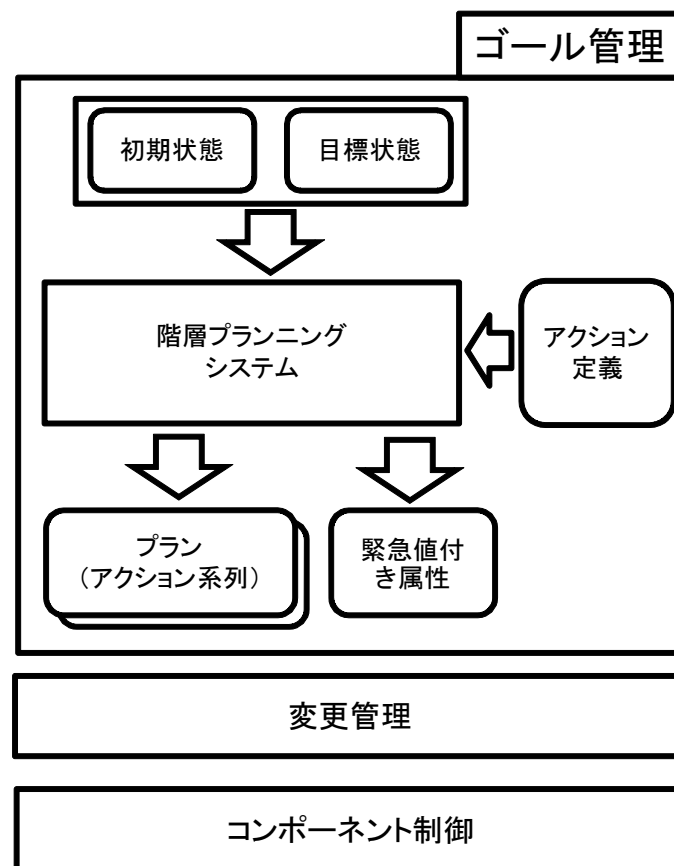 ゴール管理
初期状態
目標状態
階層プランニング
システム
アクション
定義
プラン
（アクション系列）
緊急値付
き属性
変更管理
コンポーネント制御